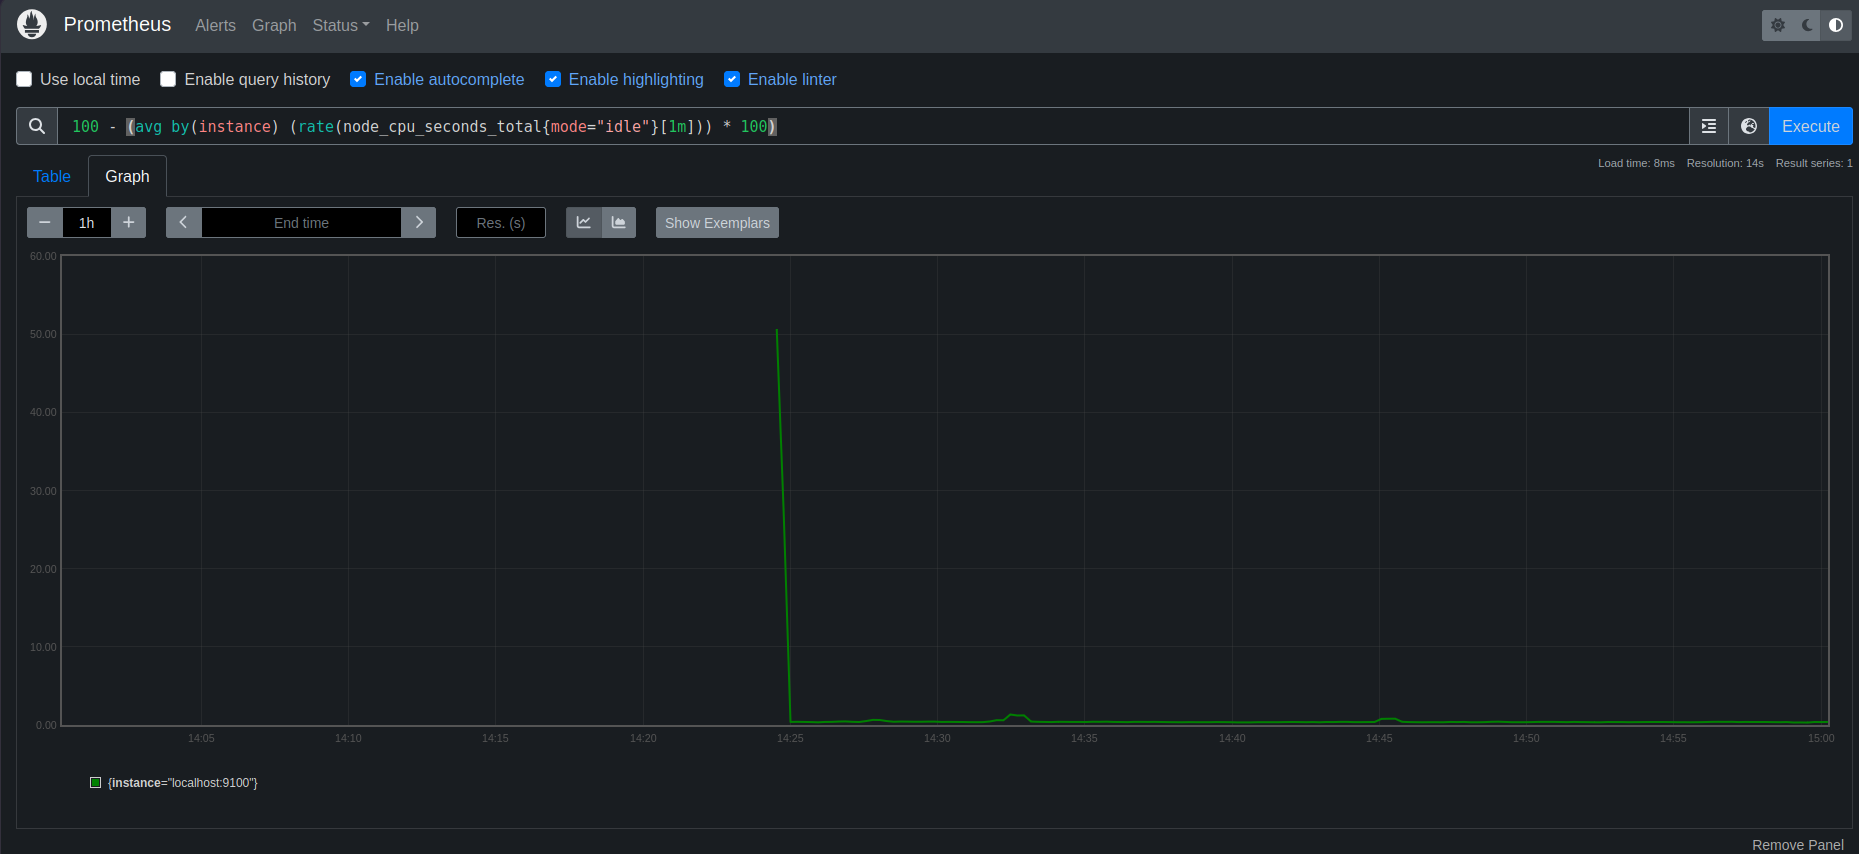 Prometheus Alerts Graph Status Help
Use local time Enable query history Enable autocomplete Enable highlighting Enable linter
100 - (avg by(instance) (rate(node_cpu_seconds_total{mode="idle"}[1m])) * 100) Execute
Load time: 8ms Resolution: 14s Result series: 1
Table Graph
1h End time Res. (s) Show Exemplars
60.00
50.00
40.00
30.00
20.00
10.00
0.00
14:05 14:10 14:15 14:20 14:25 14:30 14:35 14:40 14:45 14:50 14:55 15:00
{instance="localhost:9100"}
Remove Panel